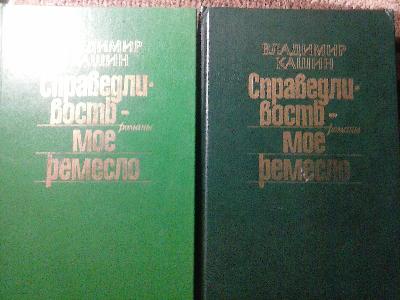 ВЛАДИМИР
КАШИН
Справедли-
вость -
романы
мое
ремесло
ВЛАДИМИР
КАШИН
Справедли-
вость -
романы
мое
ремесло